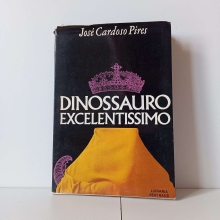 José Cardoso Pires
DINOSSAURO
EXCELENTISSIMO